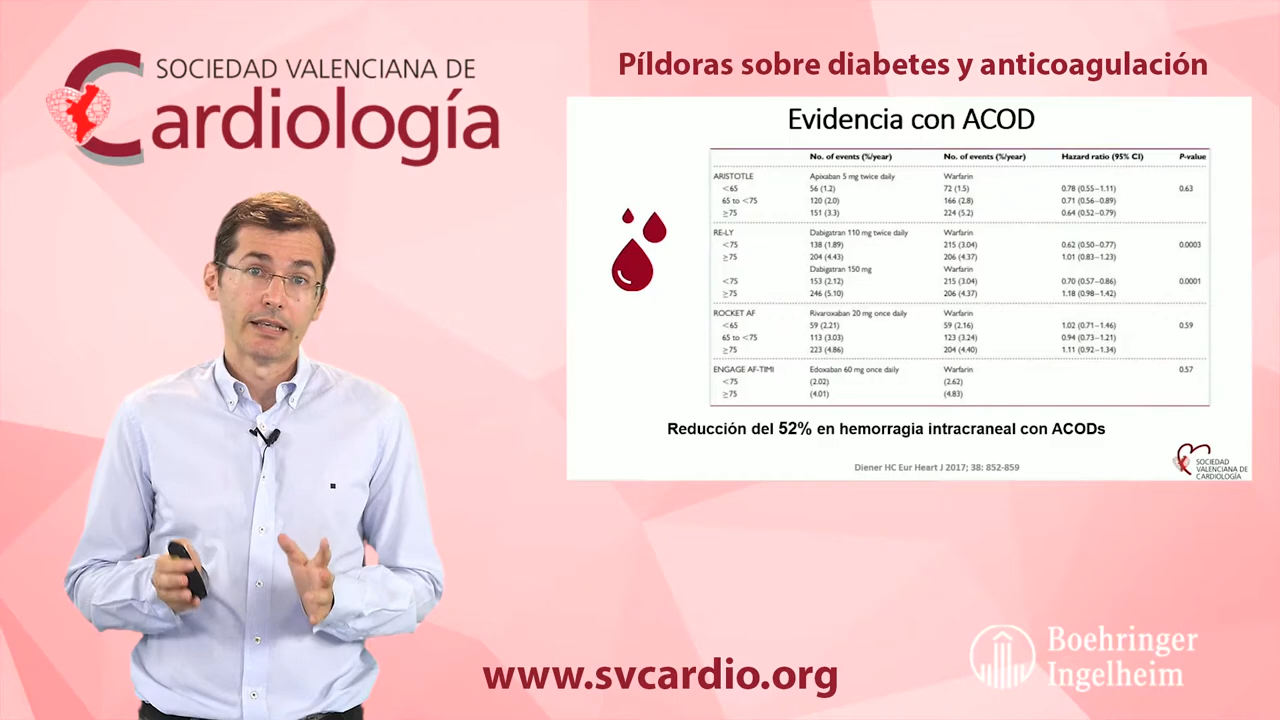 SOCIEDAD VALENCIANA DE
Cardiología
Píldoras sobre diabetes y anticoagulación
Evidencia con ACOD
No. of events (%/year) No. of events (%/year) Hazard ratio (95% CI) P-value
ARISTOTLE Apixaban 5 mg twice daily Warfarin
<65 56 (1.2) 72 (1.5) 0.78 (0.55–1.11) 0.63
65 to <75 120 (2.0) 166 (2.8) 0.71 (0.56–0.89)
≥75 151 (3.3) 224 (5.2) 0.64 (0.52–0.79)
RE-LY Dabigatran 110 mg twice daily Warfarin
<75 138 (1.89) 215 (3.04) 0.62 (0.50–0.77) 0.0003
≥75 204 (4.43) 206 (4.37) 1.01 (0.83–1.23)
Dabigatran 150 mg Warfarin
<75 153 (2.12) 215 (3.04) 0.70 (0.57–0.86) 0.0001
≥75 246 (5.10) 206 (4.37) 1.18 (0.98–1.42)
ROCKET AF Rivaroxaban 20 mg once daily Warfarin
<65 59 (2.21) 59 (2.16) 1.02 (0.71–1.46) 0.59
65 to <75 113 (3.03) 123 (3.24) 0.94 (0.73–1.21)
≥75 223 (4.86) 204 (4.40) 1.11 (0.92–1.34)
ENGAGE AF-TIMI Edoxaban 60 mg once daily Warfarin 0.57
<75 (2.02) (2.62)
≥75 (4.01) (4.83)
Reducción del 52% en hemorragia intracraneal con ACODs
Diener HC Eur Heart J 2017; 38: 852-859
SOCIEDAD
VALENCIANA DE
CARDIOLOGÍA
www.svcardio.org
Boehringer
Ingelheim